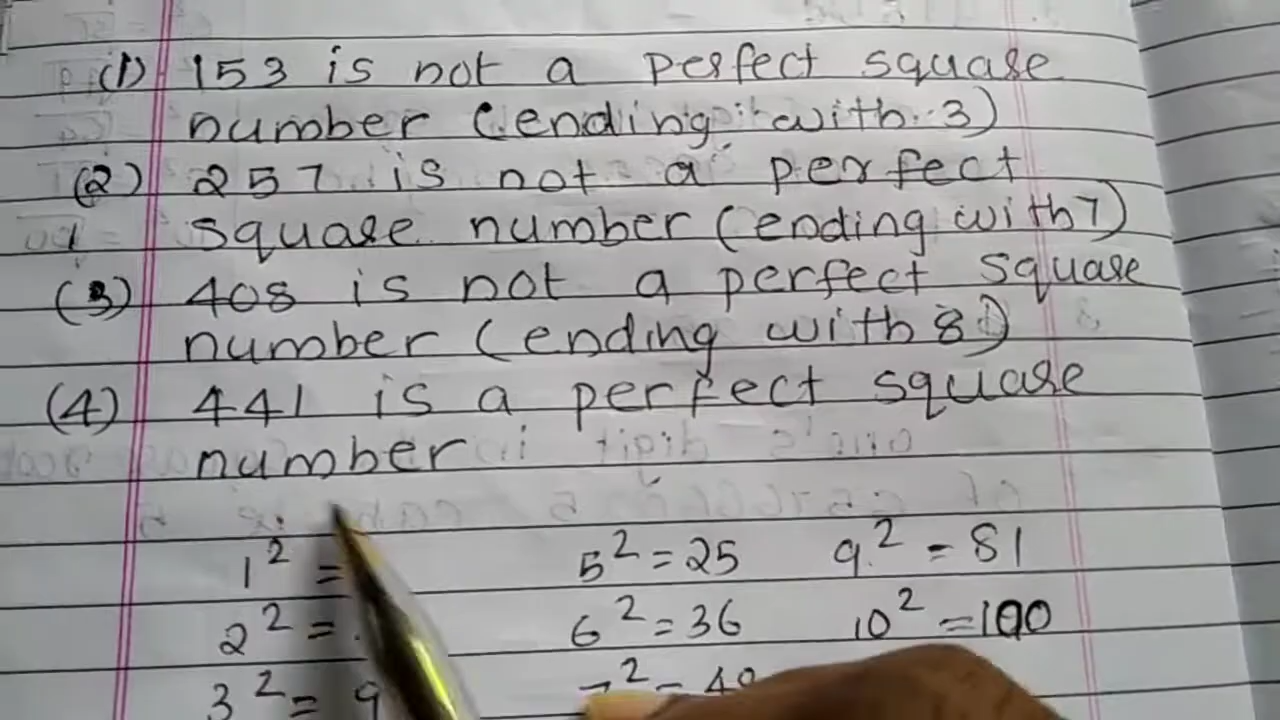 (1) 153 is not a perfect square
number (ending with 3)
(2) 257 is not a perfect
square number (ending with 7)
(3) 408 is not a perfect square
number (ending with 8)
(4) 441 is a perfect square
number
1² = 5² = 25 9² = 81
2² = 6² = 36 10² = 100
3² = 9